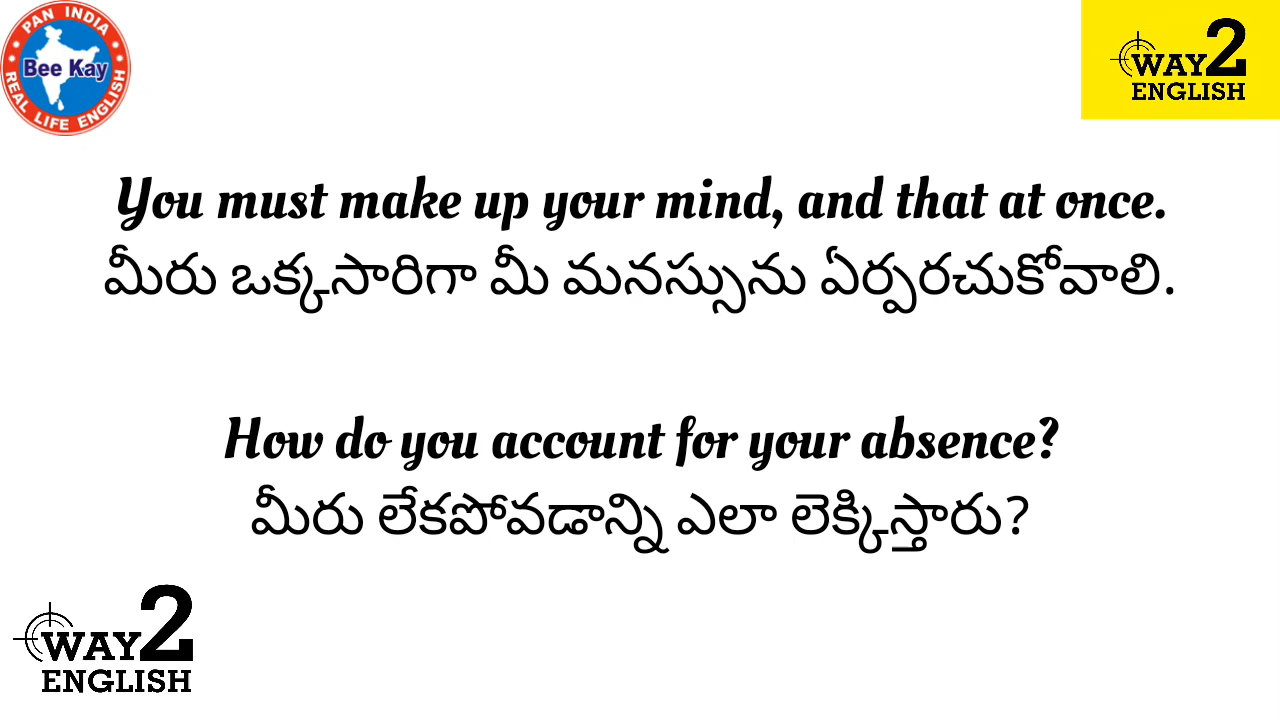 PAN INDIA
Bee Kay
REAL LIFE ENGLISH
WAY2
ENGLISH
You must make up your mind, and that at once.
మీరు ఒక్కసారిగా మీ మనస్సును ఏర్పరచుకోవాలి.
How do you account for your absence?
మీరు లేకపోవడాన్ని ఎలా లెక్కిస్తారు?
WAY2
ENGLISH